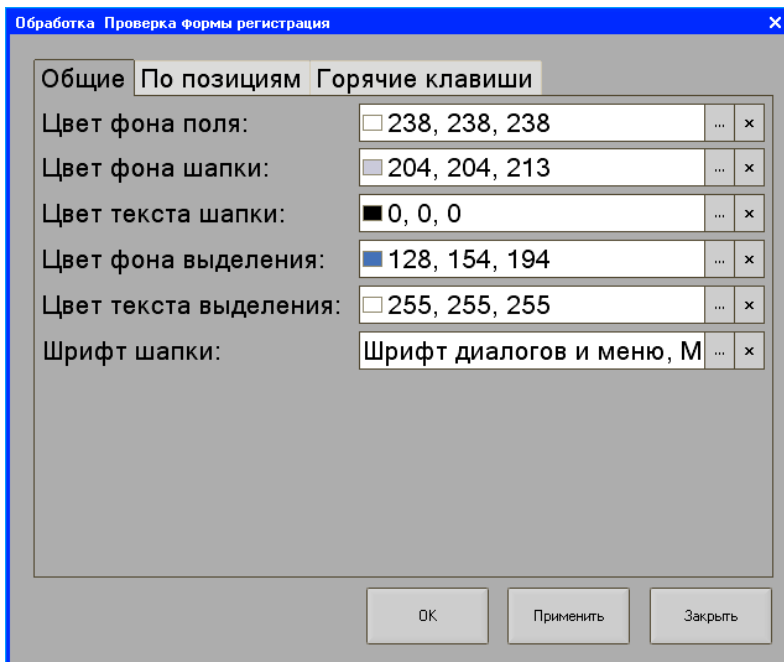 Обработка Проверка формы регистрация
Общие По позициям Горячие клавиши
Цвет фона поля: 238, 238, 238 ... x
Цвет фона шапки: 204, 204, 213 ... x
Цвет текста шапки: 0, 0, 0 ... x
Цвет фона выделения: 128, 154, 194 ... x
Цвет текста выделения: 255, 255, 255 ... x
Шрифт шапки: Шрифт диалогов и меню, М ... x
OK Применить Закрыть